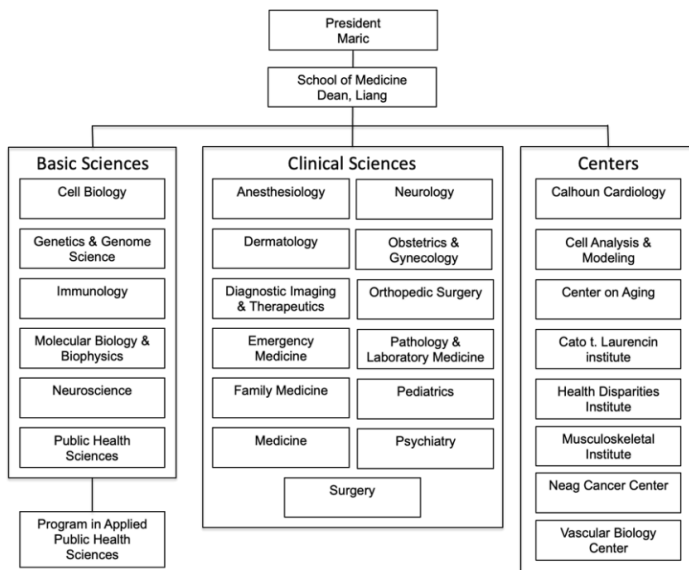 President
Maric
School of Medicine
Dean, Liang
Basic Sciences
Cell Biology
Genetics & Genome
Science
Immunology
Molecular Biology &
Biophysics
Neuroscience
Public Health
Sciences
Program in Applied
Public Health
Sciences
Clinical Sciences
Anesthesiology
Neurology
Dermatology
Obstetrics &
Gynecology
Diagnostic Imaging
& Therapeutics
Orthopedic Surgery
Emergency
Medicine
Pathology &
Laboratory Medicine
Family Medicine
Pediatrics
Medicine
Psychiatry
Surgery
Centers
Calhoun Cardiology
Cell Analysis &
Modeling
Center on Aging
Cato t. Laurencin
institute
Health Disparities
Institute
Musculoskeletal
Institute
Neag Cancer Center
Vascular Biology
Center